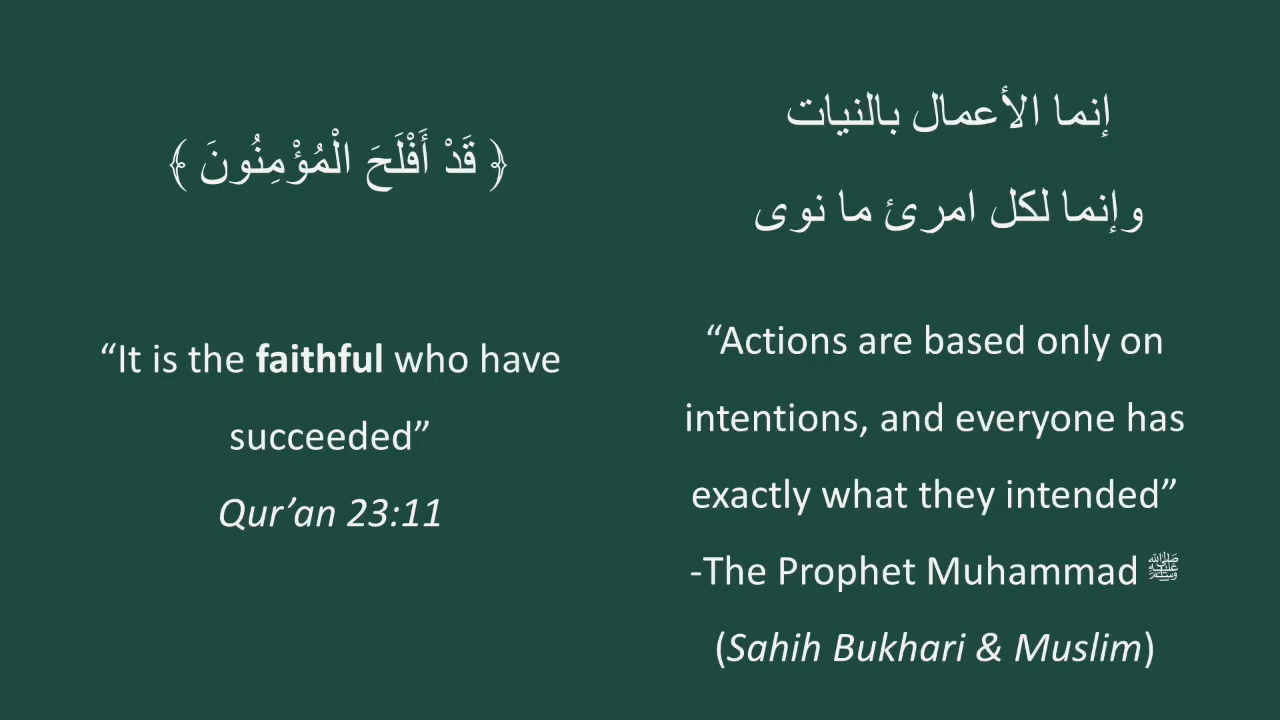 ﴿ قَدْ أَفْلَحَ الْمُؤْمِنُونَ ﴾
“It is the faithful who have
succeeded”
Qur’an 23:11
إنما الأعمال بالنيات
وإنما لكل امرئ ما نوى
“Actions are based only on
intentions, and everyone has
exactly what they intended”
-The Prophet Muhammad ﷺ
(Sahih Bukhari & Muslim)